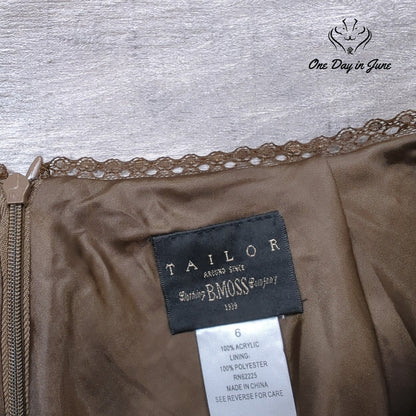 One Day in June
TAILOR
AROUND SINCE
Clothing B.MOSS Company
1939
6
100% ACRYLIC
LINING:
100% POLYESTER
RN62225
MADE IN CHINA
SEE REVERSE FOR CARE